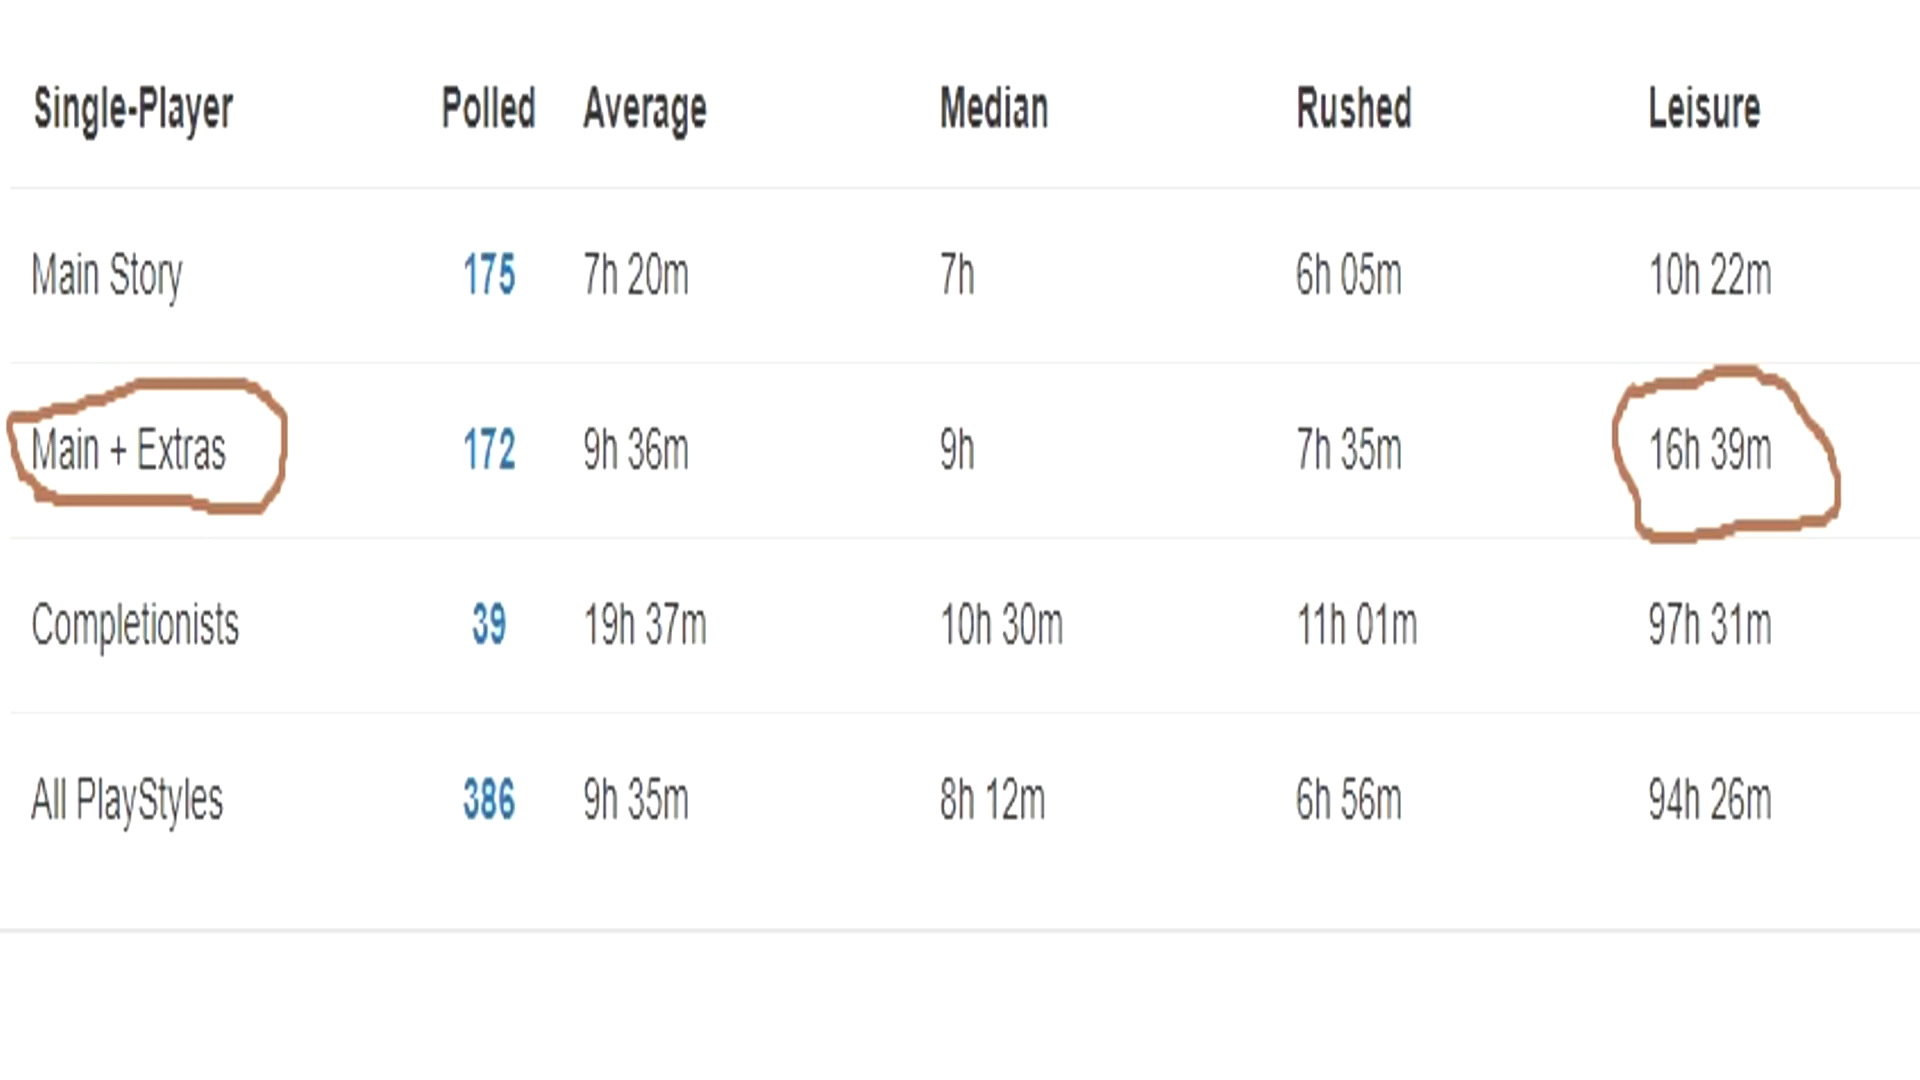 Single-Player Polled Average Median Rushed Leisure
Main Story 175 7h 20m 7h 6h 05m 10h 22m
Main + Extras 172 9h 36m 9h 7h 35m 16h 39m
Completionists 39 19h 37m 10h 30m 11h 01m 97h 31m
All PlayStyles 386 9h 35m 8h 12m 6h 56m 94h 26m